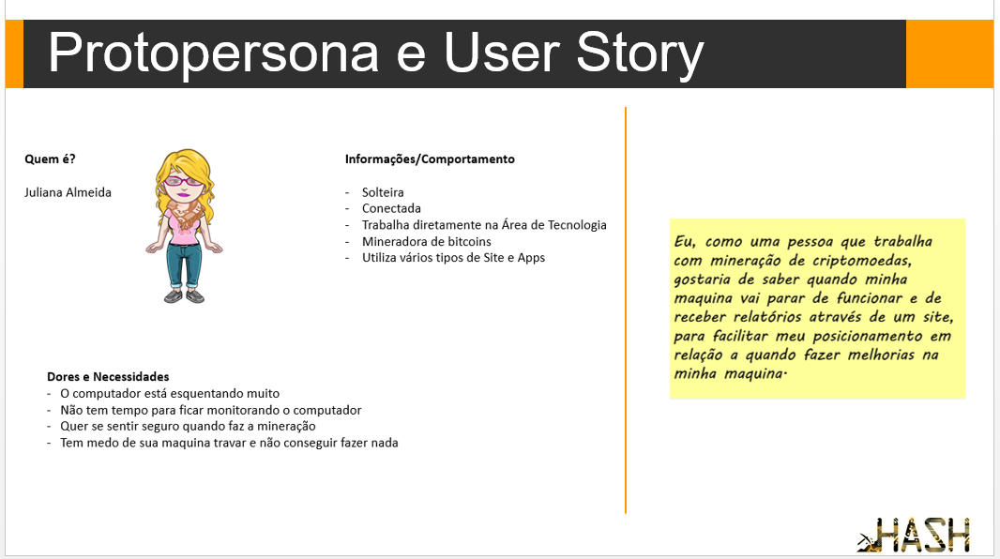 Protopersona e User Story
Quem é?
Juliana Almeida
Informações/Comportamento
- Solteira
- Conectada
- Trabalha diretamente na Área de Tecnologia
- Mineradora de bitcoins
- Utiliza vários tipos de Site e Apps
Dores e Necessidades
- O computador está esquentando muito
- Não tem tempo para ficar monitorando o computador
- Quer se sentir seguro quando faz a mineração
- Tem medo de sua maquina travar e não conseguir fazer nada
Eu, como uma pessoa que trabalha
com mineração de criptomoedas,
gostaria de saber quando minha
maquina vai parar de funcionar e de
receber relatórios através de um site,
para facilitar meu posicionamento em
relação a quando fazer melhorias na
minha maquina.
HASH